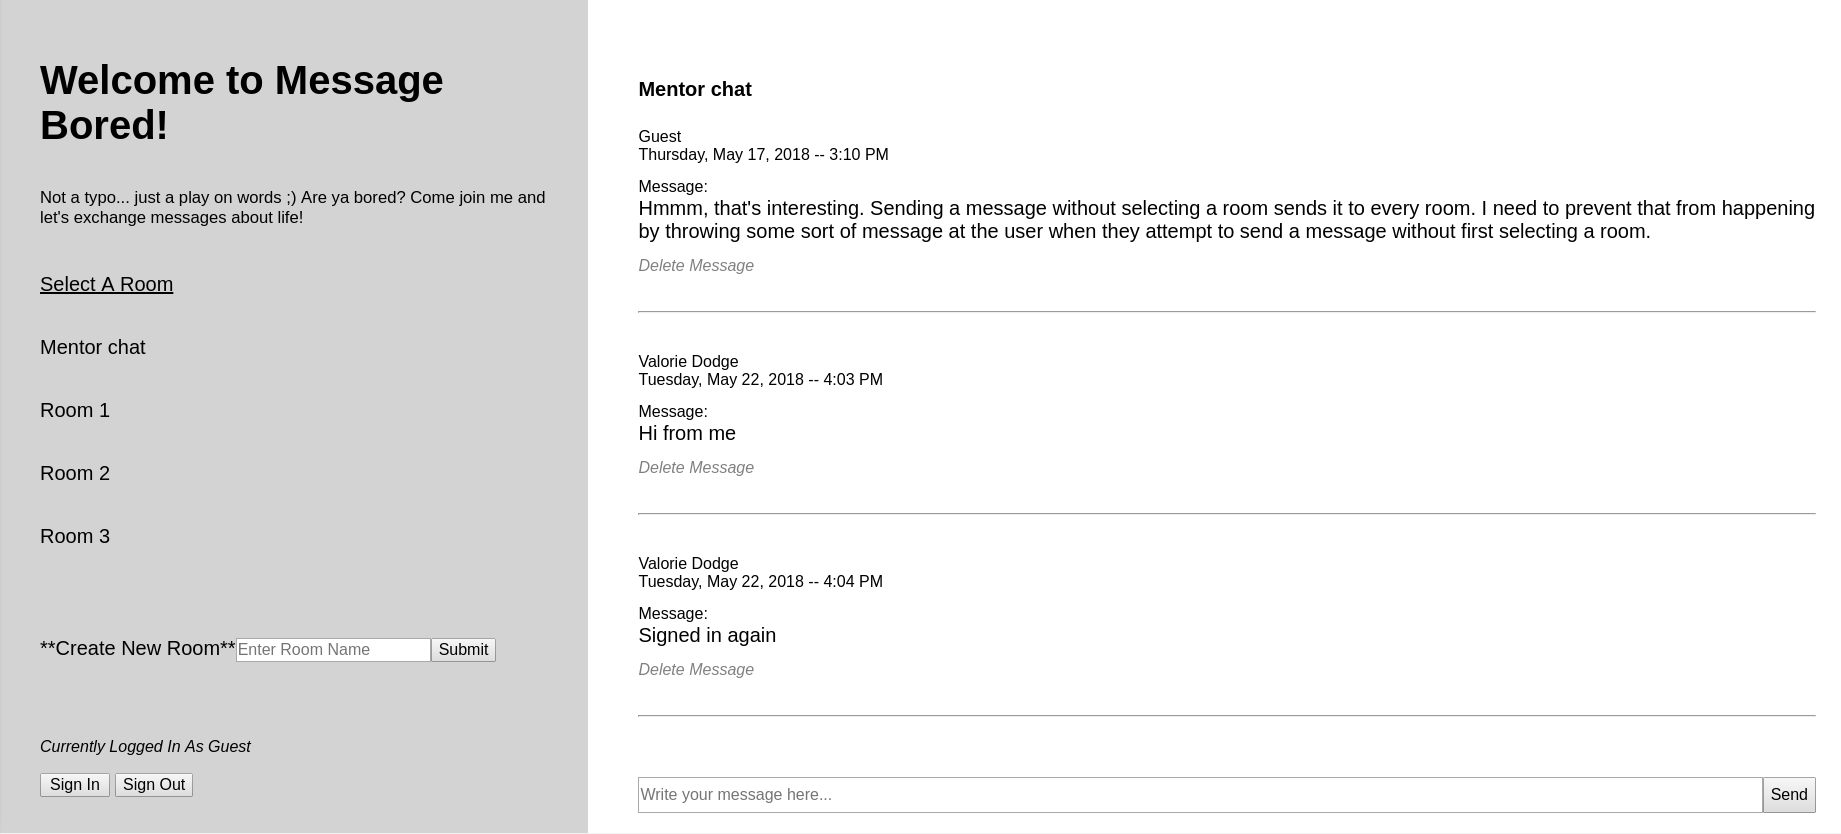 Welcome to Message
Bored!
Not a typo... just a play on words ;) Are ya bored? Come join me and
let's exchange messages about life!
Select A Room
Mentor chat
Room 1
Room 2
Room 3
**Create New Room** Enter Room Name Submit
Currently Logged In As Guest
Sign In Sign Out
Mentor chat
Guest
Thursday, May 17, 2018 -- 3:10 PM
Message:
Hmmm, that's interesting. Sending a message without selecting a room sends it to every room. I need to prevent that from happening
by throwing some sort of message at the user when they attempt to send a message without first selecting a room.
Delete Message
Valorie Dodge
Tuesday, May 22, 2018 -- 4:03 PM
Message:
Hi from me
Delete Message
Valorie Dodge
Tuesday, May 22, 2018 -- 4:04 PM
Message:
Signed in again
Delete Message
Write your message here... Send